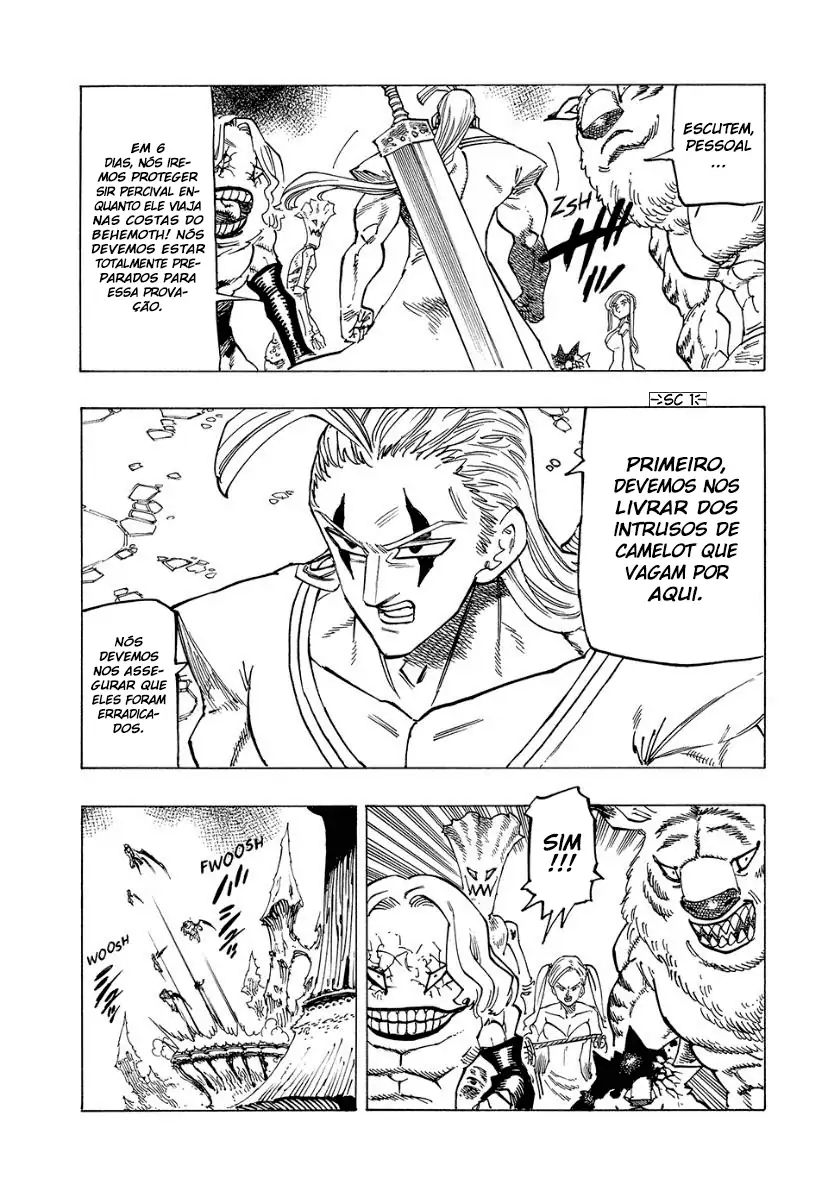 ESCUTEM,
PESSOAL
...
ZSH
EM 6
DIAS, NÓS IRE-
MOS PROTEGER
SIR PERCIVAL EN-
QUANTO ELE VIAJA
NAS COSTAS DO
BEHEMOTH! NÓS
DEVEMOS ESTAR
TOTALMENTE PRE-
PARADOS PARA
ESSA PROVA-
ÇÃO.
SC 1
PRIMEIRO,
DEVEMOS NOS
LIVRAR DOS
INTRUSOS DE
CAMELOT QUE
VAGAM POR
AQUI.
NÓS
DEVEMOS
NOS ASSE-
GURAR QUE
ELES FORAM
ERRADICA-
DOS.
SIM
!!!
FWOOSH
WOOSH